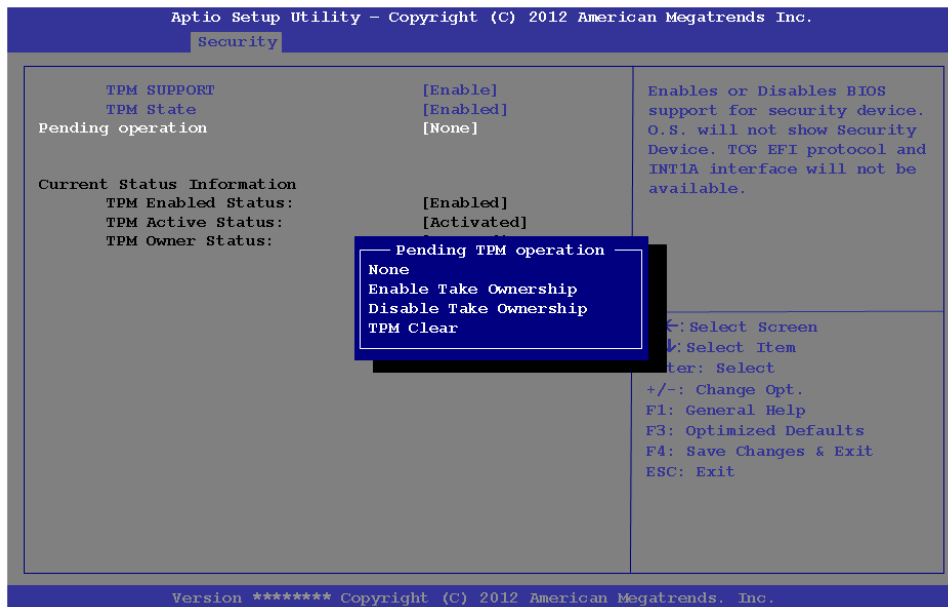 Aptio Setup Utility – Copyright (C) 2012 American Megatrends Inc.
Security
TPM SUPPORT [Enable]
TPM State [Enabled]
Pending operation [None]
Current Status Information
TPM Enabled Status: [Enabled]
TPM Active Status: [Activated]
TPM Owner Status:
Pending TPM operation
None
Enable Take Ownership
Disable Take Ownership
TPM Clear
Enables or Disables BIOS
support for security device.
O.S. will not show Security
Device. TCG EFI protocol and
INT1A interface will not be
available.
←:Select Screen
↓:Select Item
ter: Select
+/-: Change Opt.
F1: General Help
F3: Optimized Defaults
F4: Save Changes & Exit
ESC: Exit
Version ******** Copyright (C) 2012 American Megatrends. Inc.